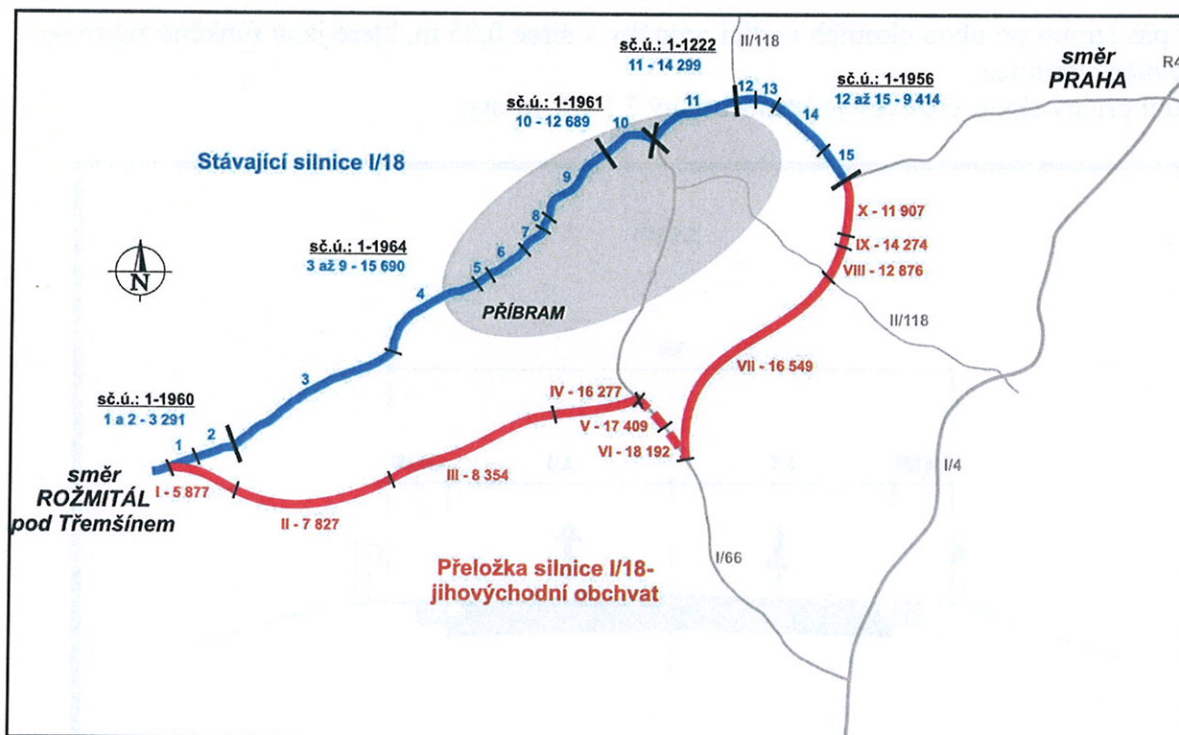 II/118
sč.ú.: 1-1222
11 - 14 299
směr
PRAHA
R4
sč.ú.: 1-1956
12 až 15 - 9 414
sč.ú.: 1-1961
10 - 12 689
10
11
12
13
14
15
Stávající silnice I/18
9
8
7
6
5
4
3
2
1
sč.ú.: 1-1964
3 až 9 - 15 690
N
PŘÍBRAM
X - 11 907
IX - 14 274
VIII - 12 876
II/118
VII - 16 549
IV - 16 277
V - 17 409
VI - 18 192
sč.ú.: 1-1960
1 a 2 - 3 291
směr
ROŽMITÁL
pod Třemšínem
I - 5 877
II - 7 827
III - 8 354
I/4
I/66
Přeložka silnice I/18-
jihovýchodní obchvat